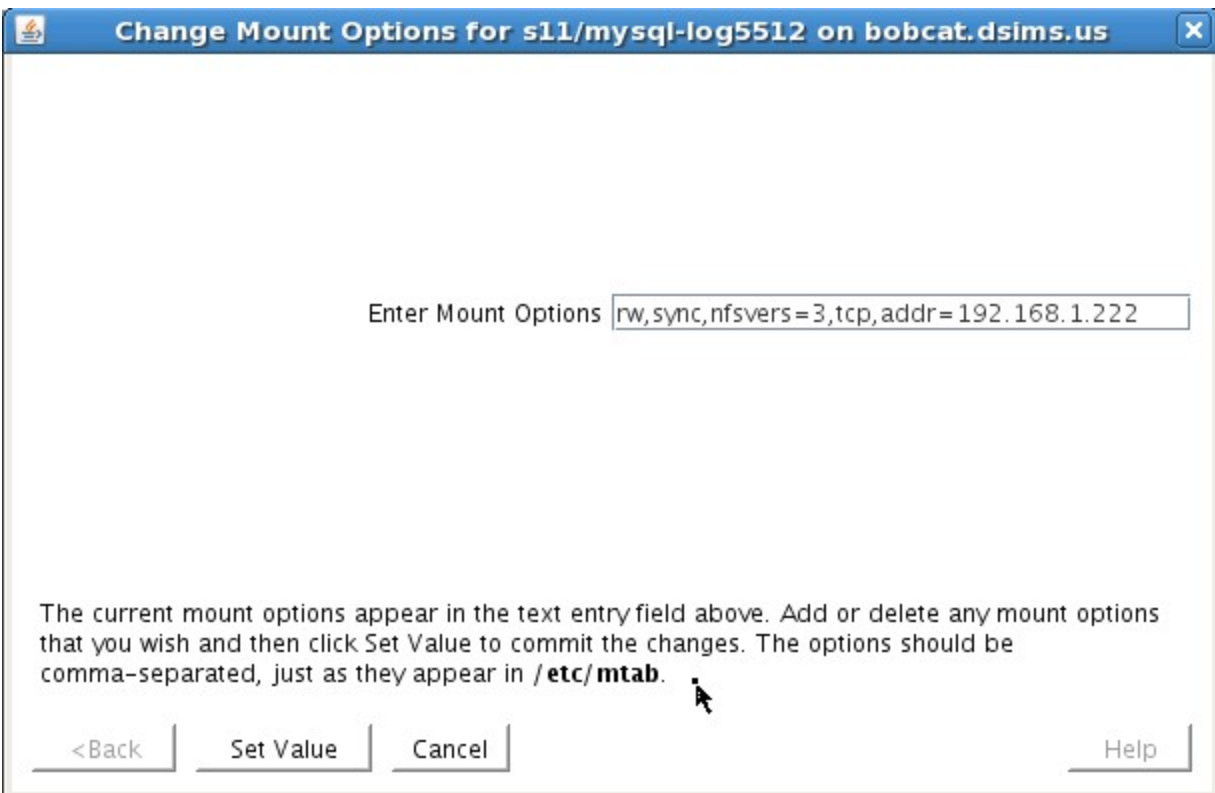 Change Mount Options for s11/mysql-log5512 on bobcat.dsims.us
Enter Mount Options rw,sync,nfsvers=3,tcp,addr=192.168.1.222
The current mount options appear in the text entry field above. Add or delete any mount options
that you wish and then click Set Value to commit the changes. The options should be
comma-separated, just as they appear in /etc/mtab.
<Back Set Value Cancel Help